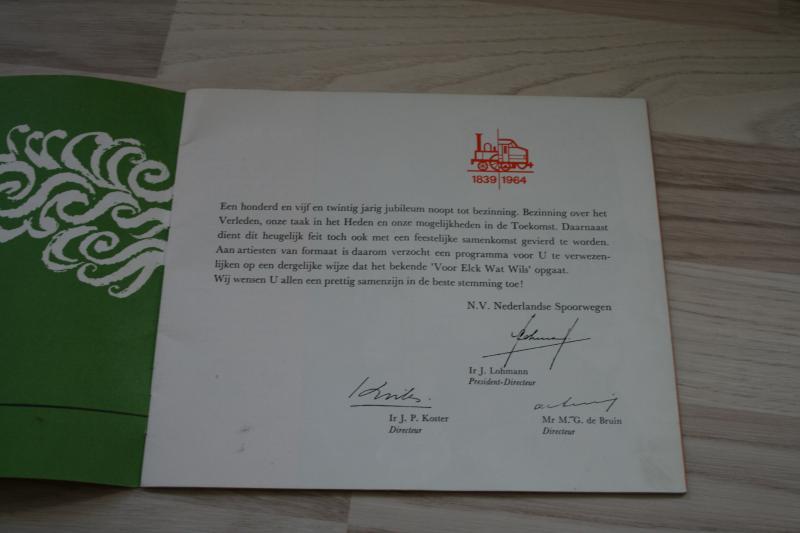 1839 1964
Een honderd en vijf en twintig jarig jubileum noopt tot bezinning. Bezinning over het
Verleden, onze taak in het Heden en onze mogelijkheden in de Toekomst. Daarnaast
dient dit heugelijk feit toch ook met een feestelijke samenkomst gevierd te worden.
Aan artiesten van formaat is daarom verzocht een programma voor U te verwezen-
lijken op een dergelijke wijze dat het bekende 'Voor Elck Wat Wils' opgaat.
Wij wensen U allen een prettig samenzijn in de beste stemming toe!
N.V. Nederlandse Spoorwegen
Ir J. Lohmann
President-Directeur
Ir J. P. Koster
Directeur
Mr M. G. de Bruin
Directeur